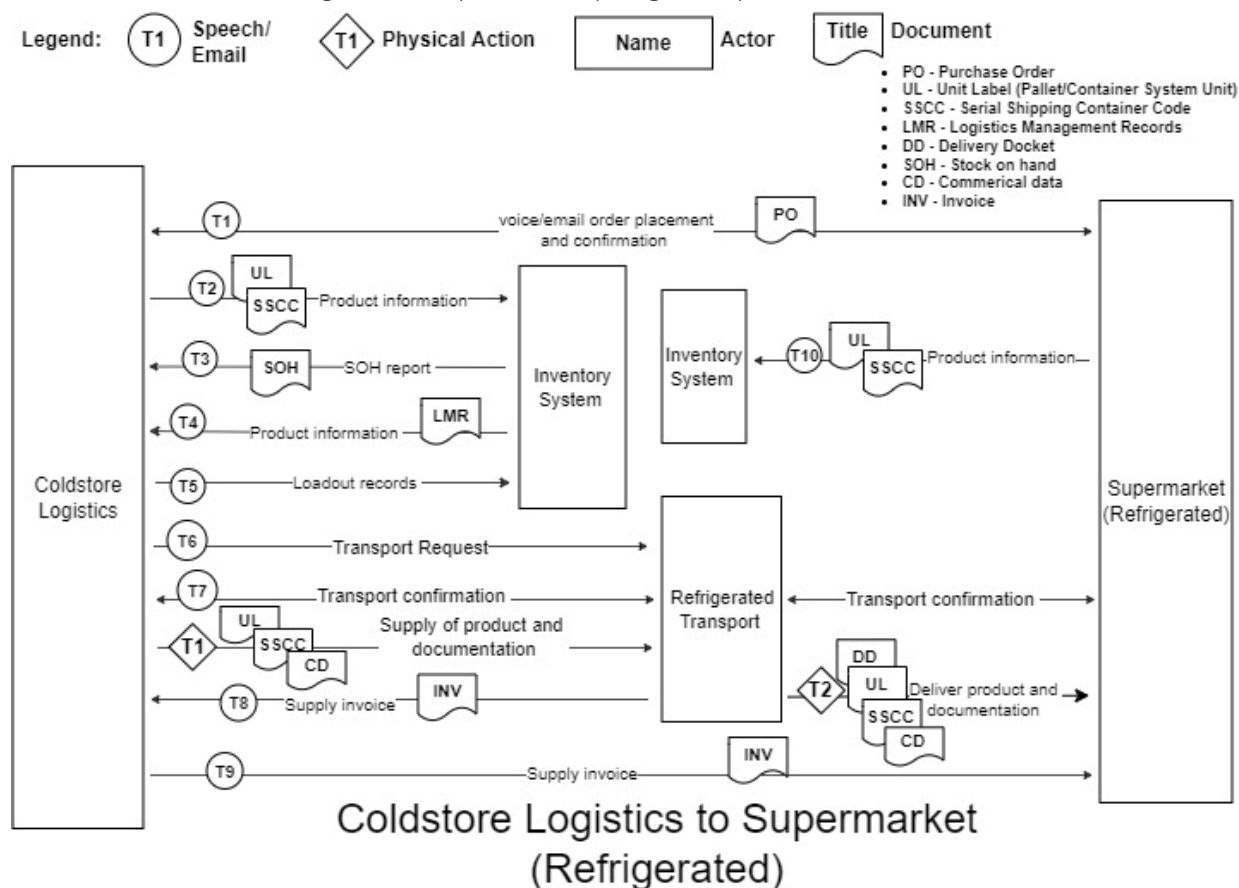 Legend:
T1
Speech/
Email
T1
Physical Action
Name
Actor
Title
Document
• PO - Purchase Order
• UL - Unit Label (Pallet/Container System Unit)
• SSCC - Serial Shipping Container Code
• LMR - Logistics Management Records
• DD - Delivery Docket
• SOH - Stock on hand
• CD - Commerical data
• INV - Invoice
Coldstore
Logistics
T1
voice/email order placement
and confirmation
PO
T2
UL
SSCC
Product information
T3
SOH
SOH report
T4
Product information
LMR
T5
Loadout records
Inventory
System
Inventory
System
T10
UL
SSCC
Product information
Supermarket
(Refrigerated)
T6
Transport Request
T7
Transport confirmation
Refrigerated
Transport
Transport confirmation
T1
UL
SSCC
CD
Supply of product and
documentation
T2
DD
UL
SSCC
CD
Deliver product and
documentation
T8
Supply invoice
INV
T9
Supply invoice
INV
Coldstore Logistics to Supermarket
(Refrigerated)